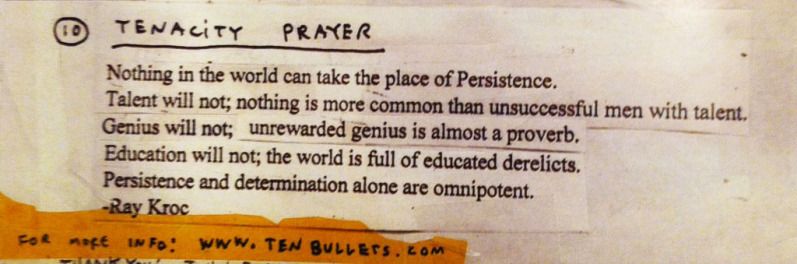 10 TENACITY PRAYER
Nothing in the world can take the place of Persistence.
Talent will not; nothing is more common than unsuccessful men with talent.
Genius will not; unrewarded genius is almost a proverb.
Education will not; the world is full of educated derelicts.
Persistence and determination alone are omnipotent.
-Ray Kroc
FOR MORE INFO: WWW.TENBULLETS.COM